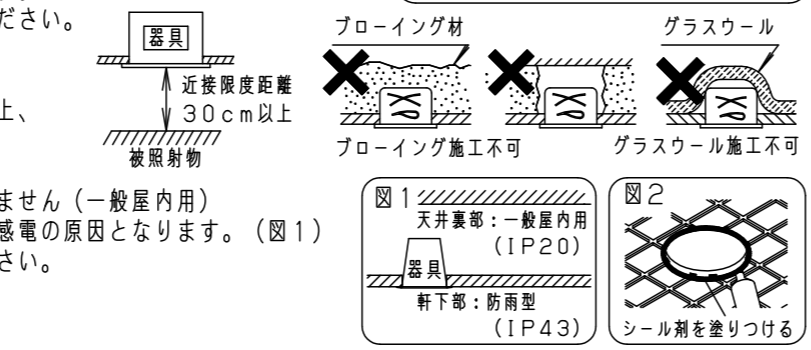 ださい。
器具
近接限度距離
30cm以上
被照射物
上、
ブローイング材
ブローイング施工不可
グラスウール
グラスウール施工不可
ません（一般屋内用）
感電の原因となります。（図1）
さい。
図1
天井裏部：一般屋内用
（IP20）
器具
軒下部：防雨型
（IP43）
図2
シール剤を塗りつける